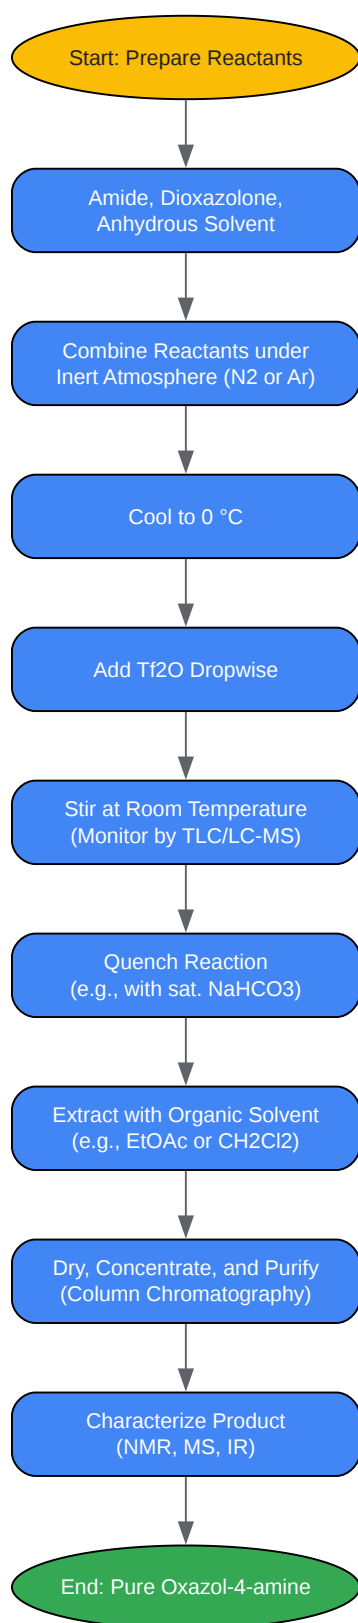 Start: Prepare Reactants
Amide, Dioxazolone,
Anhydrous Solvent
Combine Reactants under
Inert Atmosphere (N2 or Ar)
Cool to 0 °C
Add Tf2O Dropwise
Stir at Room Temperature
(Monitor by TLC/LC-MS)
Quench Reaction
(e.g., with sat. NaHCO3)
Extract with Organic Solvent
(e.g., EtOAc or CH2Cl2)
Dry, Concentrate, and Purify
(Column Chromatography)
Characterize Product
(NMR, MS, IR)
End: Pure Oxazol-4-amine